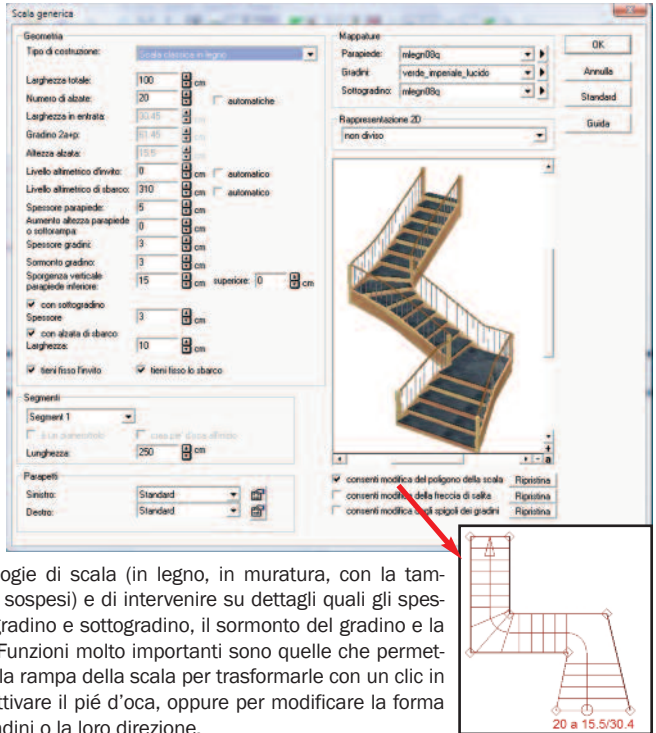 Scala generica
Geometria
Tipo di costruzione: Scala classica in legno
Larghezza totale: 100 cm
Numero di alzate: 20 automatiche
Larghezza in entrata: cm
Gradino 2a+p: 61.45 cm
Altezza alzata: 15.5 cm
Livello altimetrico d'invito: 0 cm automatico
Livello altimetrico di sbarco: 310 cm automatico
Spessore parapiede: 5 cm
Aumento altezza parapiede
o sottorampa: 0 cm
Spessore gradini: 3 cm
Sormonto gradino: 3 cm
Sporgenza verticale
parapiede inferiore: 15 cm superiore: 0 cm
con sottogradino
Spessore 3 cm
con alzata di sbarco
Larghezza: 10 cm
tieni fisso l'invito tieni fisso lo sbarco
Segmenti
Segment 1
Lunghezza: 250 cm
Parapetti
Sinistro: Standard
Destro: Standard
Mappature
Parapiede: mlegn08q
Gradini: verde_imperiale_lucido
Sottogradino: mlegn08q
Rappresentazione 2D
non diviso
OK
Annulla
Standard
Guida
+
- a
consenti modifica del poligono della scala Ripristina
consenti modifica della freccia di salita Ripristina
consenti modifica degli spigoli dei gradini Ripristina
ogie di scala (in legno, in muratura, con la tam-
sospesi) e di intervenire su dettagli quali gli spes-
gradino e sottogradino, il sormonto del gradino e la
Funzioni molto importanti sono quelle che permet-
la rampa della scala per trasformarle con un clic in
ttivare il pié d'oca, oppure per modificare la forma
dini o la loro direzione.
20 a 15.5/30.4